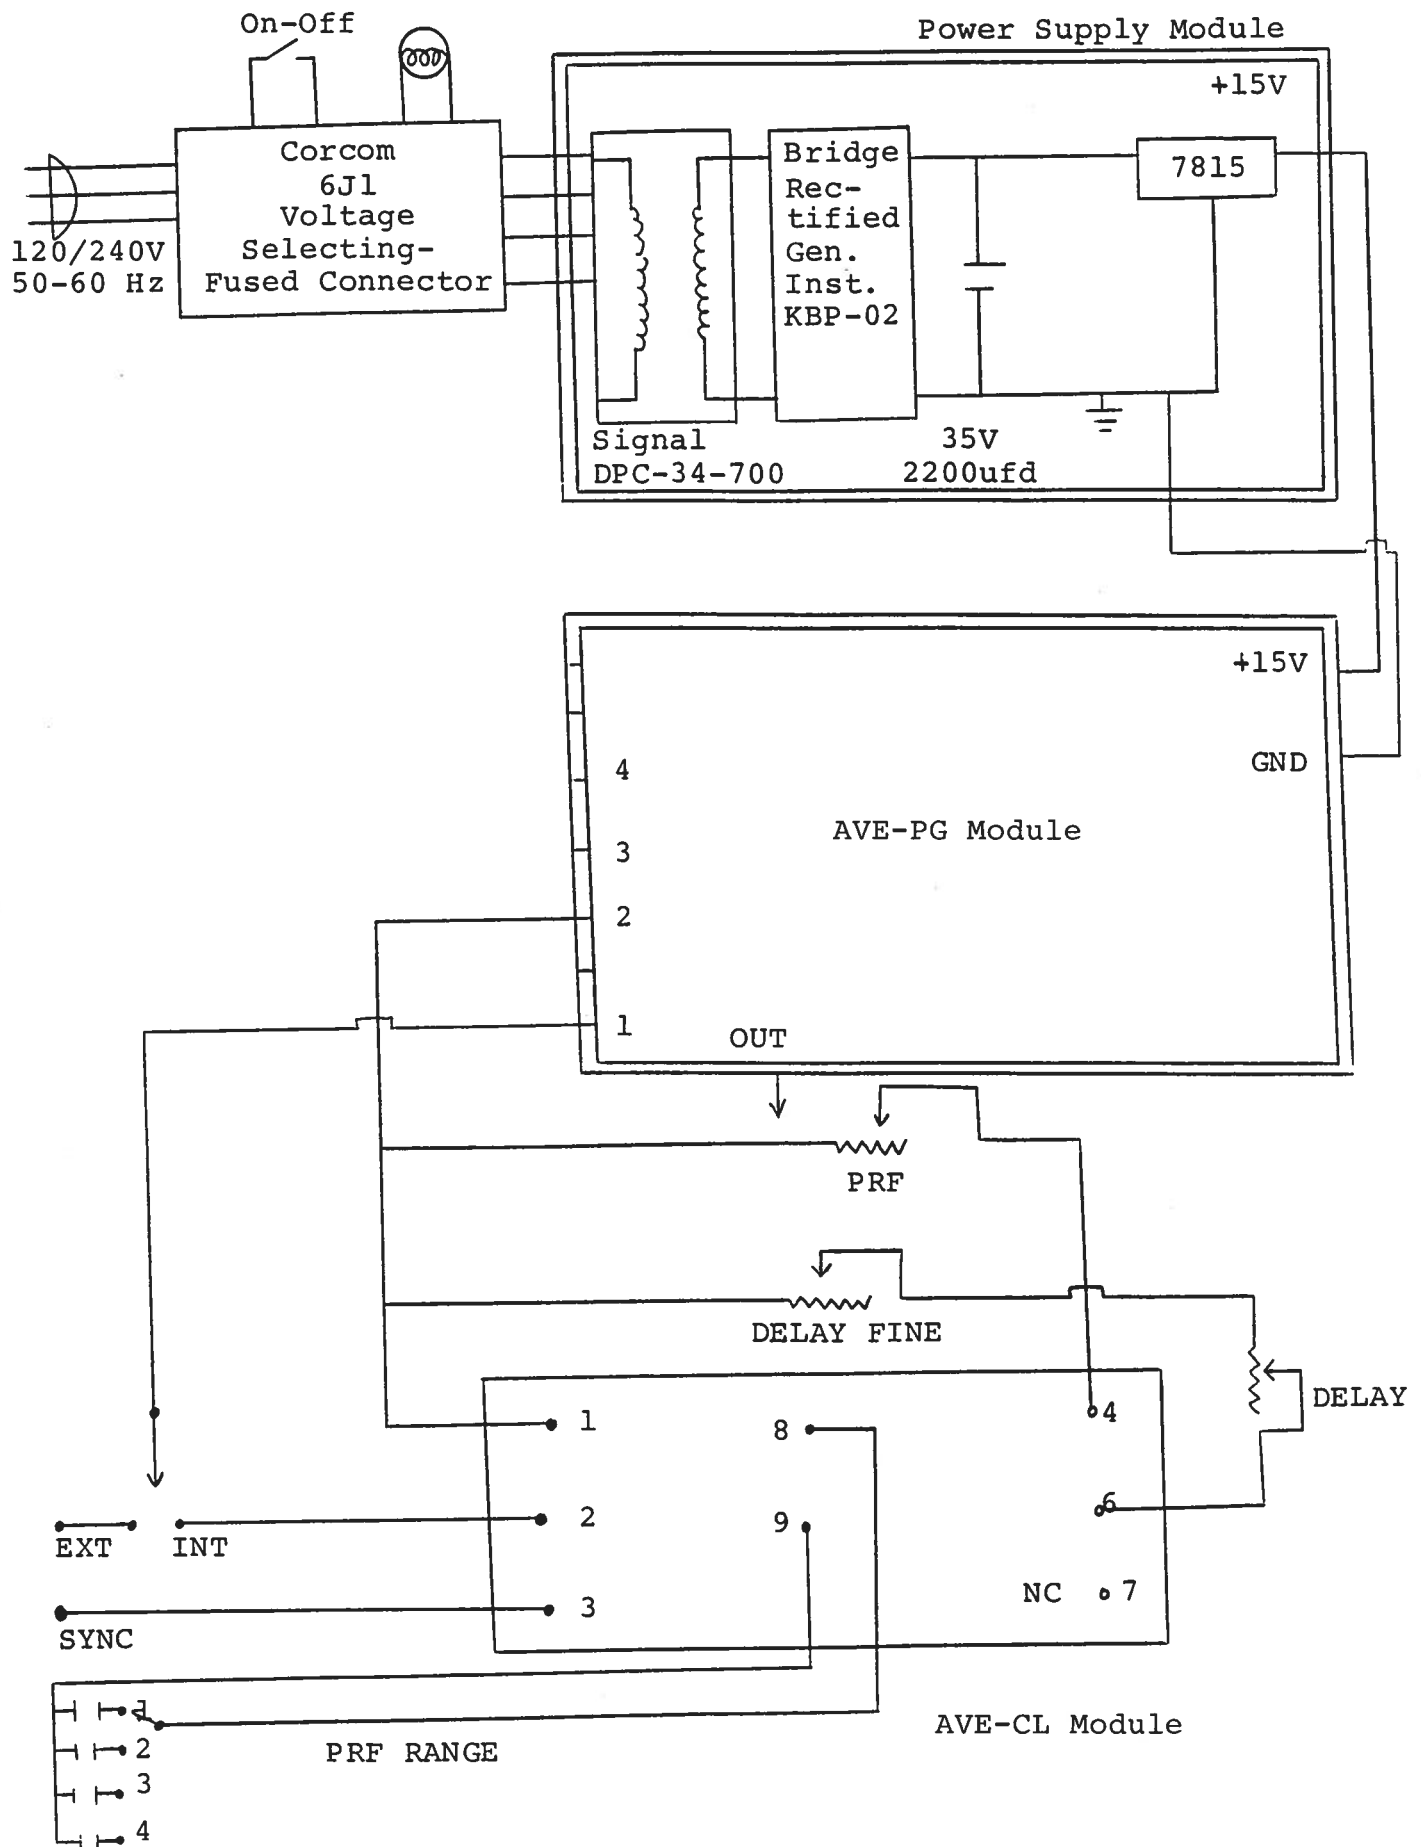 On-Off
Power Supply Module
+15V
Corcom
6J1
Voltage
Selecting-
Fused Connector
120/240V
50-60 Hz
Bridge
Rec-
tified
Gen.
Inst.
KBP-02
7815
Signal
DPC-34-700
35V
2200ufd
+15V
GND
4
3
2
1
AVE-PG Module
OUT
PRF
DELAY FINE
DELAY
1
2
3
8
9
4
6
NC
7
EXT
INT
SYNC
1
2
3
4
PRF RANGE
AVE-CL Module